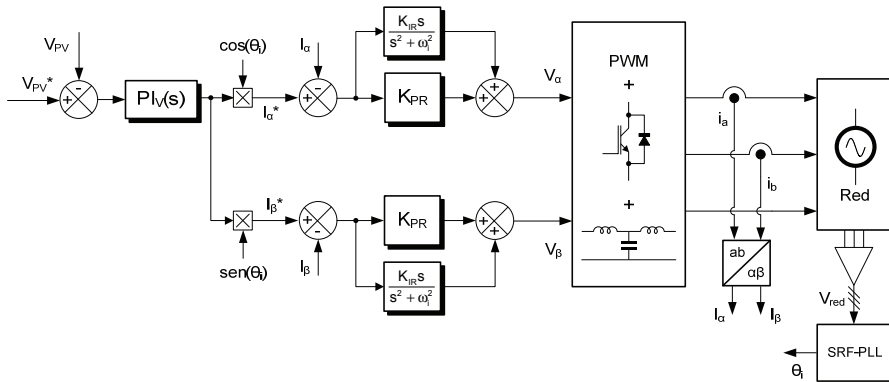 V_PV
V_PV*
+
-
PI_V(s)
cos(θ_i)
I_α*
I_α
+
-
K_IR s
s² + ω_i²
K_PR
+
+
V_α
sen(θ_i)
I_β*
I_β
+
-
K_PR
K_IR s
s² + ω_i²
+
+
V_β
PWM
+
+
i_a
i_b
ab
αβ
I_α
I_β
Red
V_red
SRF-PLL
θ_i